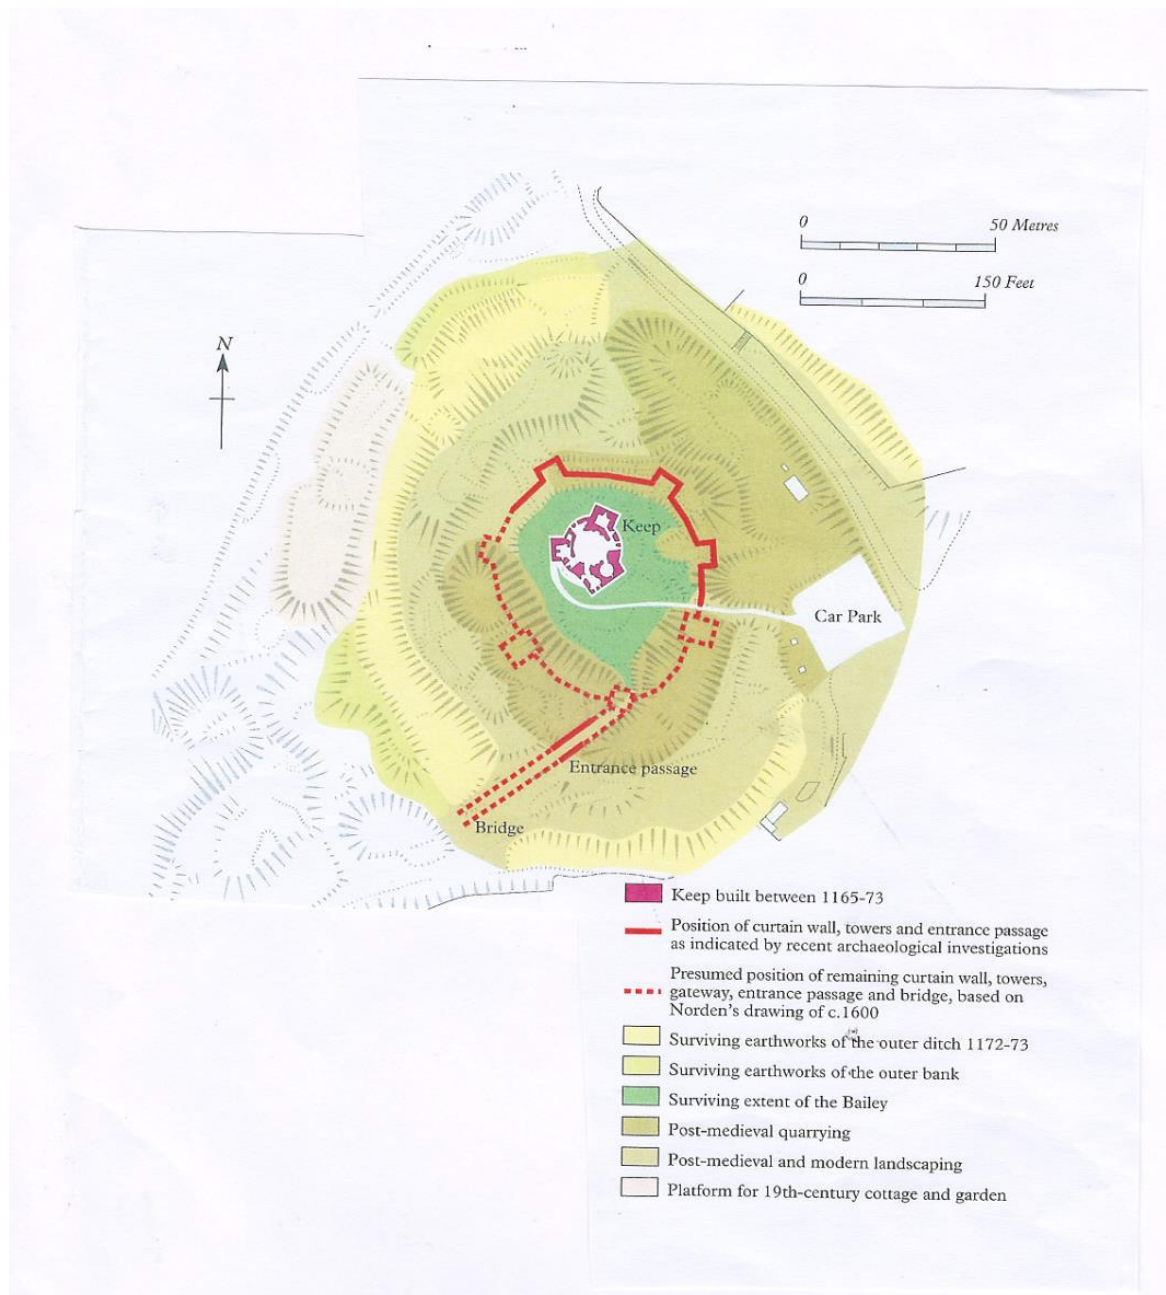 0 50 Metres
0 150 Feet
N
Keep
Car Park
Entrance passage
Bridge
Keep built between 1165-73
Position of curtain wall, towers and entrance passage
as indicated by recent archaeological investigations
Presumed position of remaining curtain wall, towers,
gateway, entrance passage and bridge, based on
Norden's drawing of c.1600
Surviving earthworks of the outer ditch 1172-73
Surviving earthworks of the outer bank
Surviving extent of the Bailey
Post-medieval quarrying
Post-medieval and modern landscaping
Platform for 19th-century cottage and garden